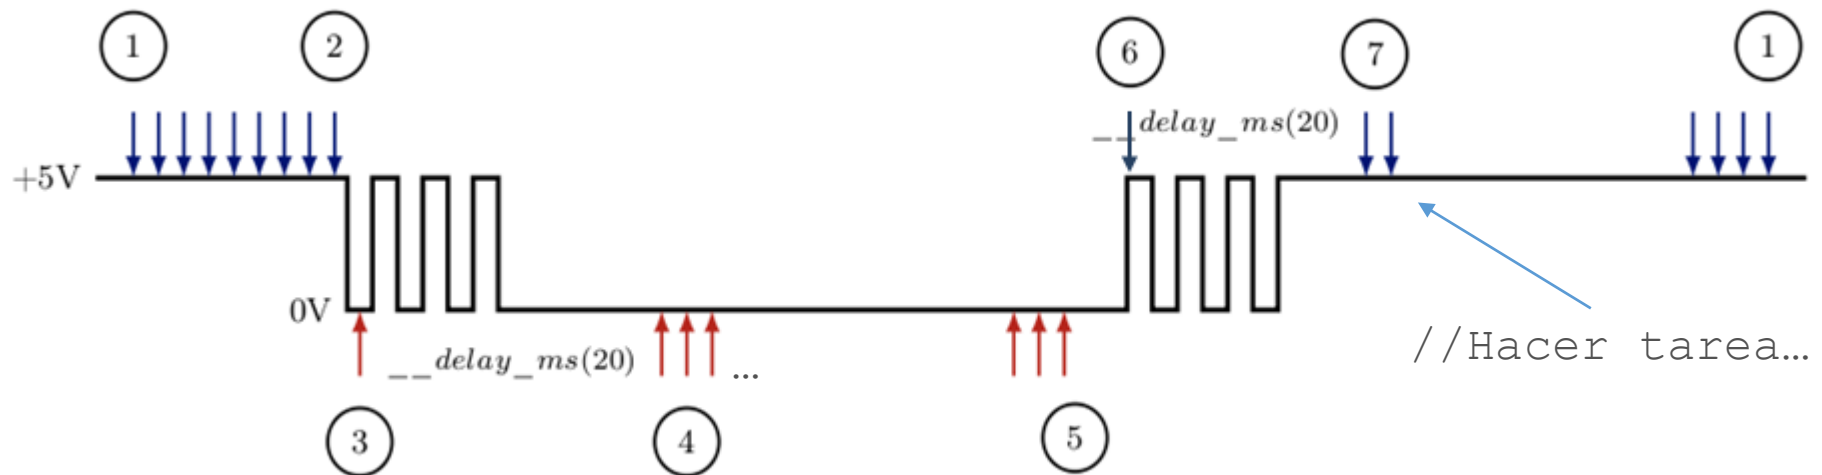 1
2
6
7
1
__delay_ms(20)
+5V
0V
//Hacer tarea…
__delay_ms(20)
…
3
4
5